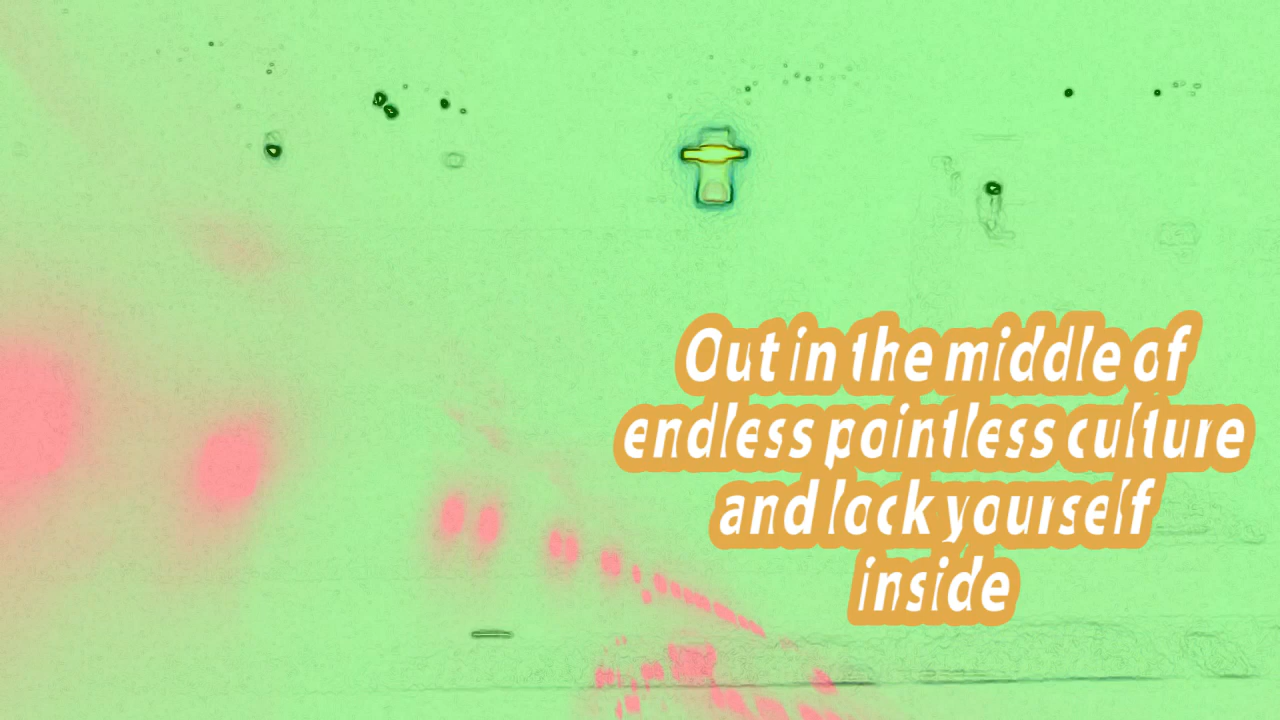 Out in the middle of
endless pointless culture
and lock yourself
inside